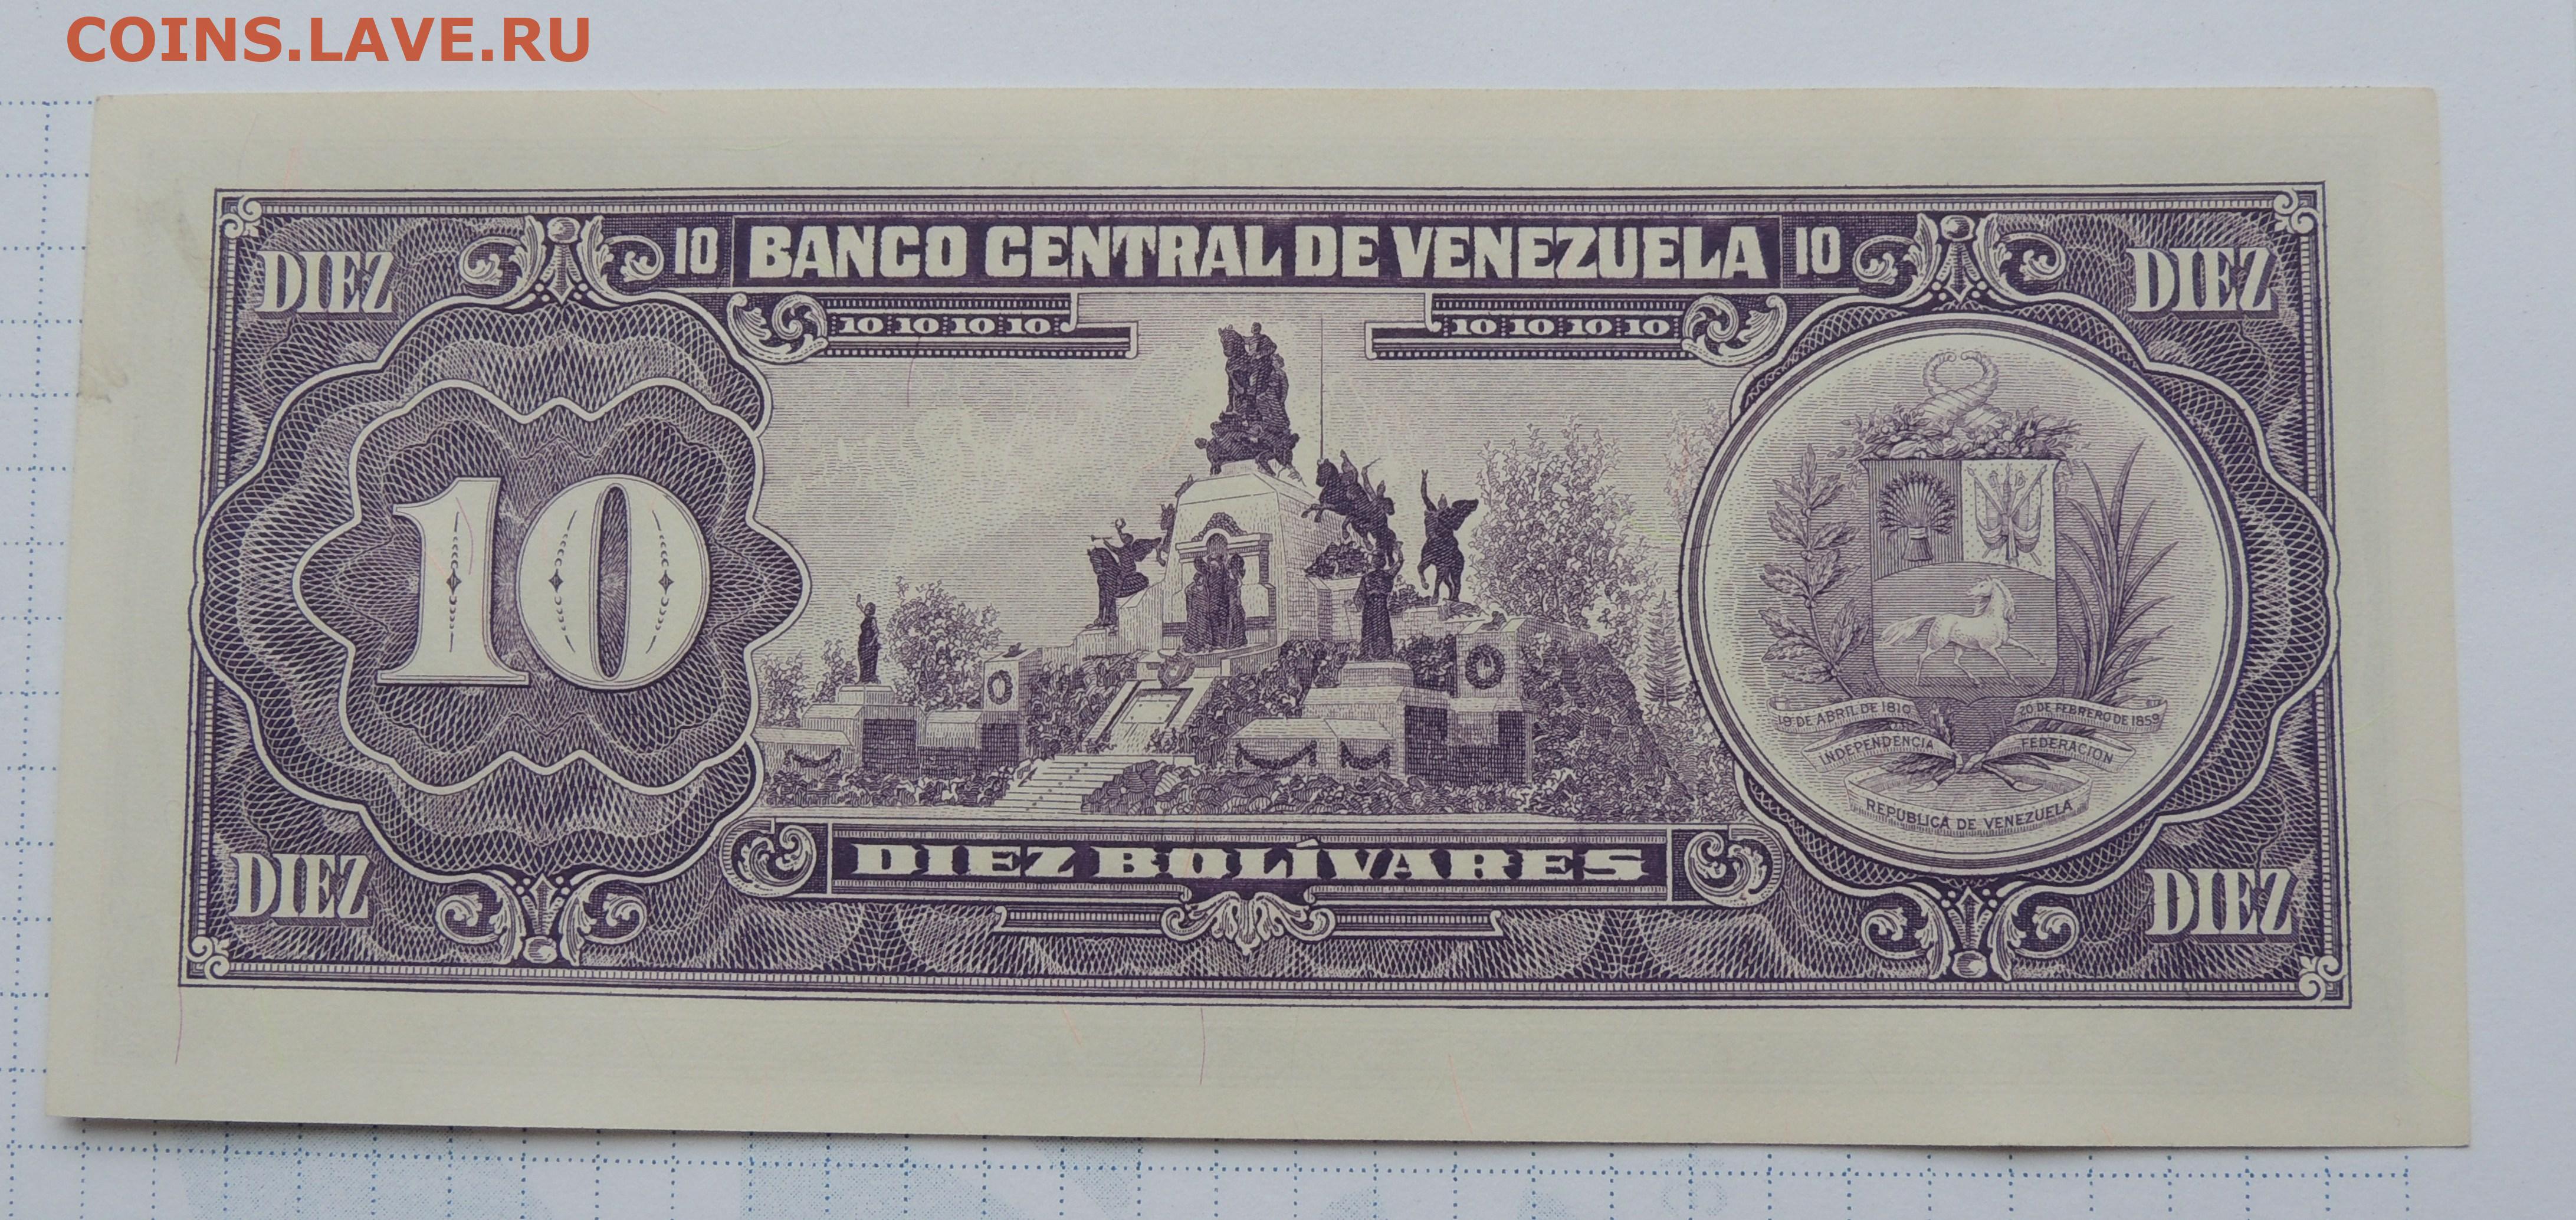 COINS.LAVE.RU
DIEZ
10 BANCO CENTRAL DE VENEZUELA 10
DIEZ
10 10 10 10
10 10 10 10
10
19 DE ABRIL DE 1810
20 DE FEBRERO DE 1859
INDEPENDENCIA
FEDERACION
REPUBLICA DE VENEZUELA
DIEZ
DIEZ BOLÍVARES
DIEZ